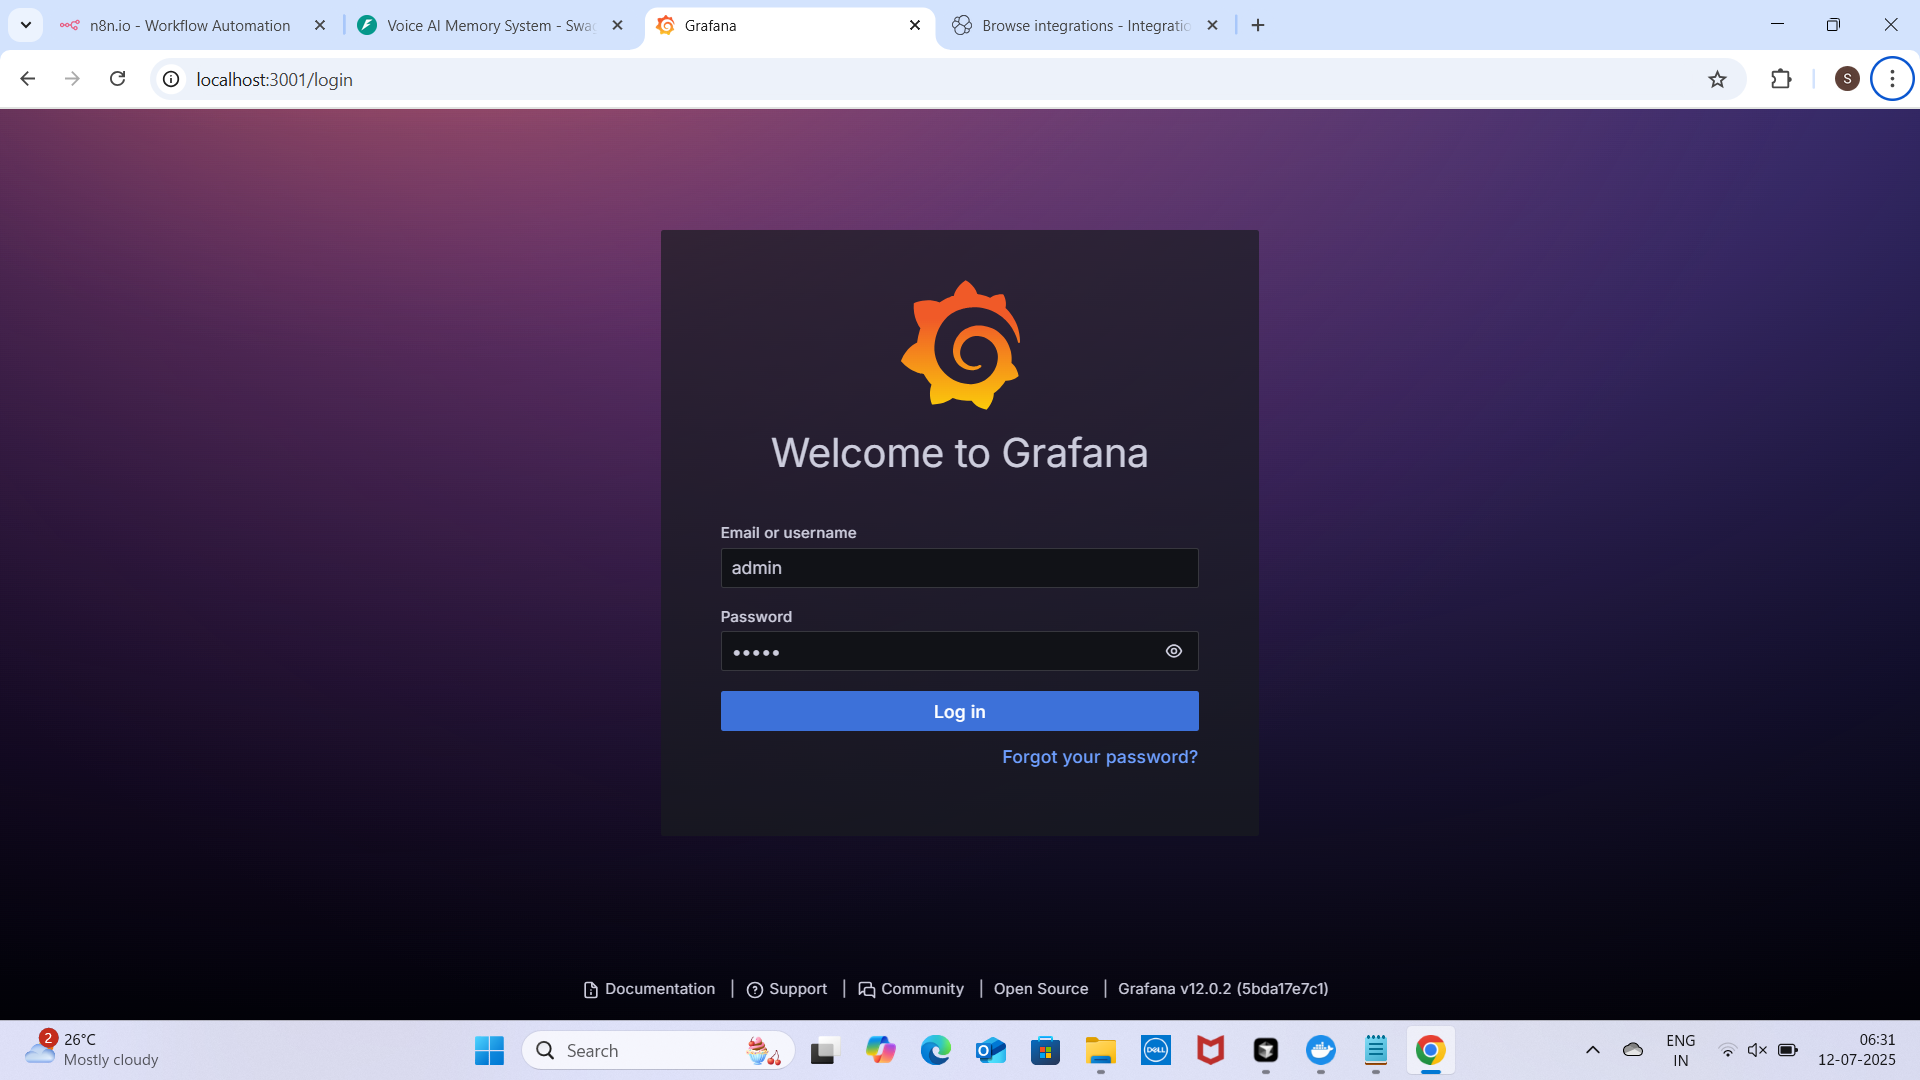 n8n.io - Workflow Automation
Voice AI Memory System - Swag
Grafana
Browse integrations - Integratio
localhost:3001/login
S
Welcome to Grafana
Email or username
admin
Password
•••••
Log in
Forgot your password?
Documentation | Support | Community | Open Source | Grafana v12.0.2 (5bda17e7c1)
2
26°C
Mostly cloudy
Search
DELL
ENG
IN
06:31
12-07-2025